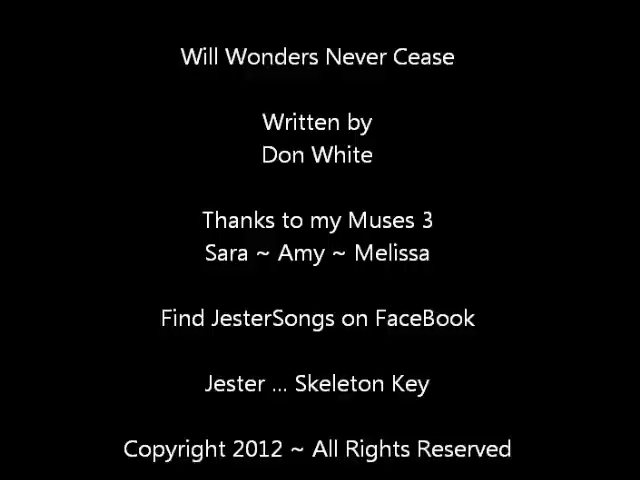 Will Wonders Never Cease
Written by
Don White
Thanks to my Muses 3
Sara ~ Amy ~ Melissa
Find JesterSongs on FaceBook
Jester ... Skeleton Key
Copyright 2012 ~ All Rights Reserved